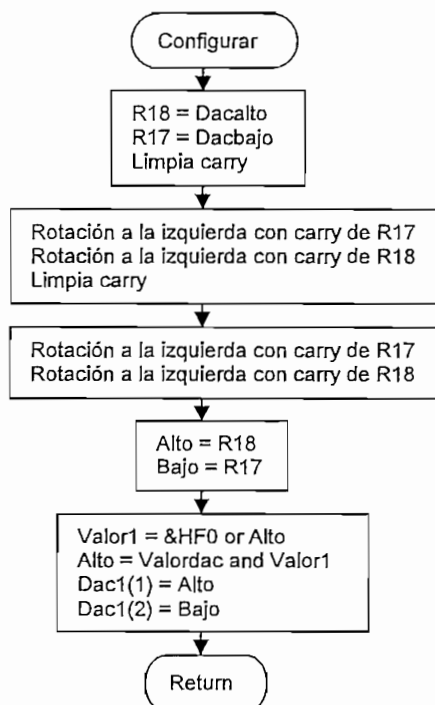 Configurar
R18 = Dacalto
R17 = Dacbajo
Limpia carry
Rotación a la izquierda con carry de R17
Rotación a la izquierda con carry de R18
Limpia carry
Rotación a la izquierda con carry de R17
Rotación a la izquierda con carry de R18
Alto = R18
Bajo = R17
Valor1 = &HF0 or Alto
Alto = Valordac and Valor1
Dac1(1) = Alto
Dac1(2) = Bajo
Return